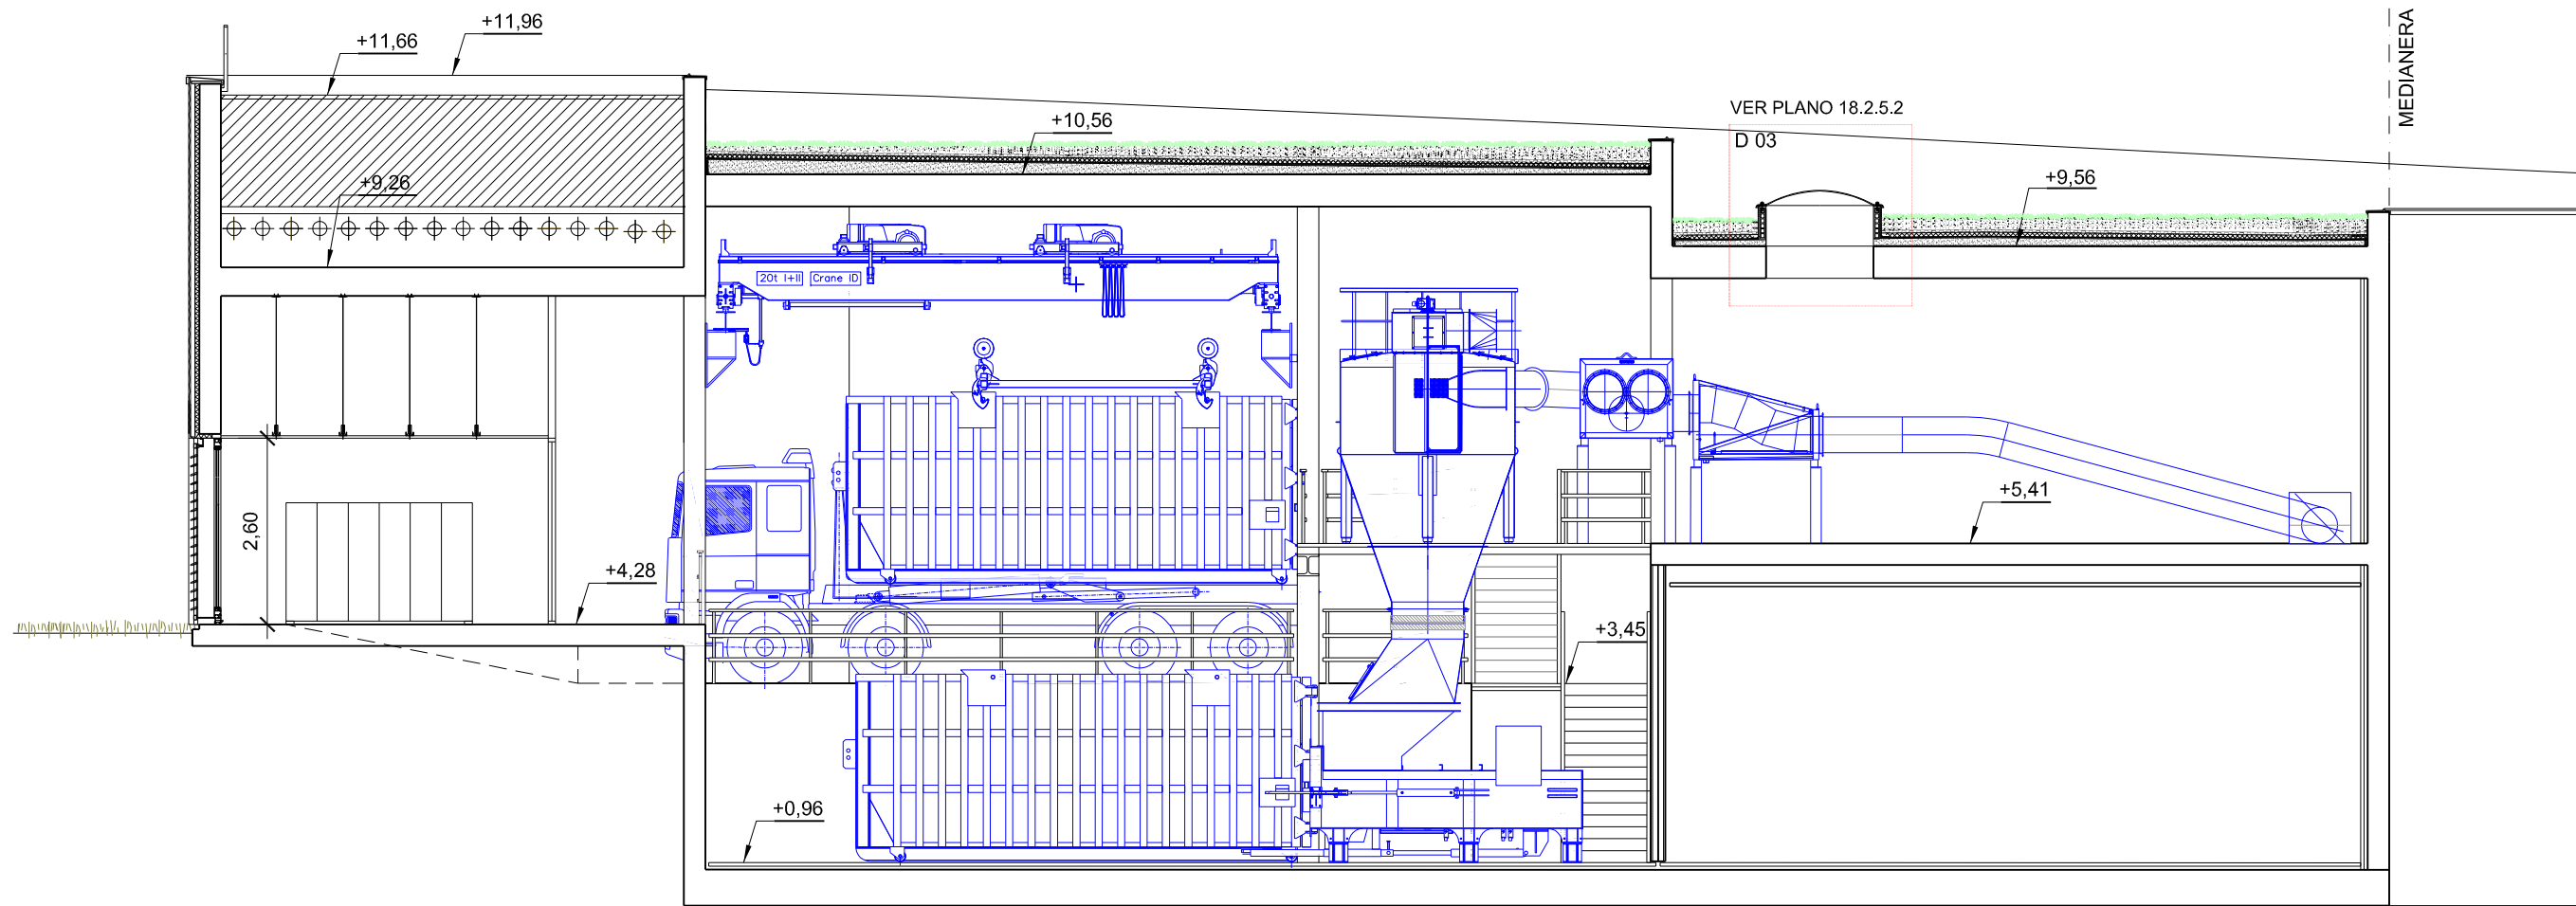 +11,96
+11,66
MEDIANERA
VER PLANO 18.2.5.2
+10,56
D 03
+9,26
+9,56
20t I+II
Crane ID
+5,41
2,60
+4,28
+3,45
+0,96